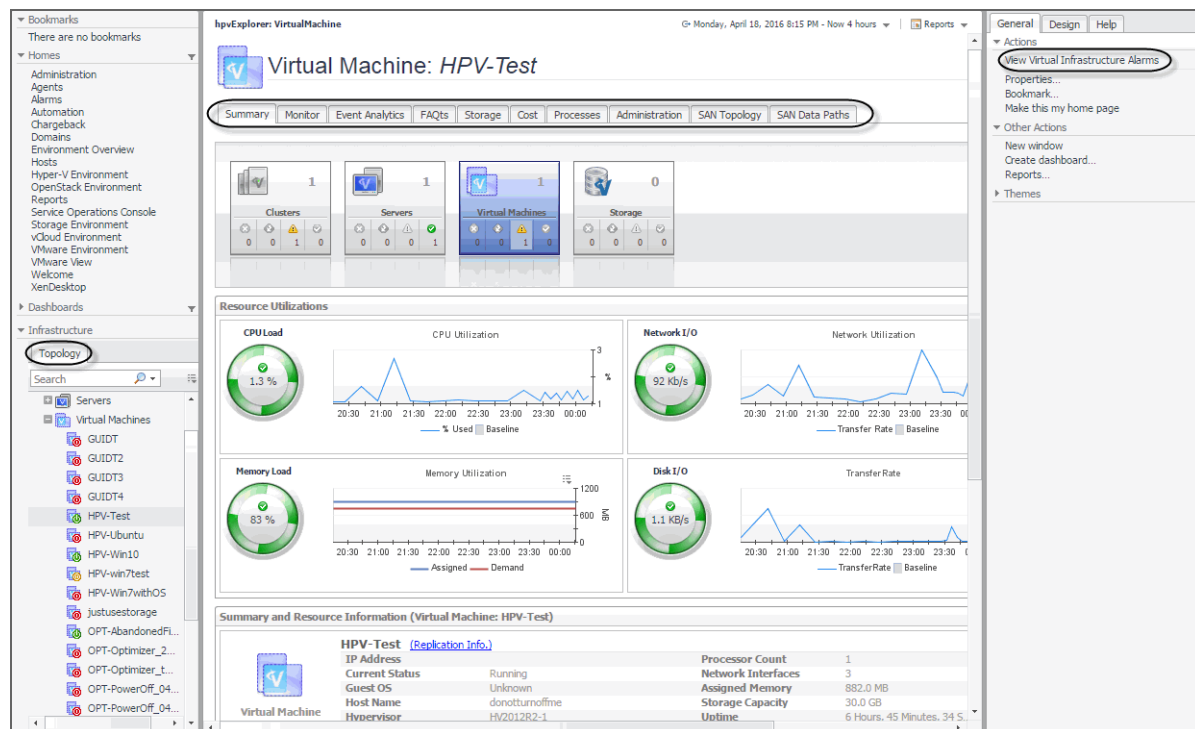 Bookmarks
There are no bookmarks
Homes
Administration
Agents
Alarms
Automation
Chargeback
Domains
Environment Overview
Hosts
Hyper-V Environment
OpenStack Environment
Reports
Service Operations Console
Storage Environment
vCloud Environment
VMware Environment
VMware View
Welcome
XenDesktop
Dashboards
Infrastructure
Topology
Search
Servers
Virtual Machines
GUIDT
GUIDT2
GUIDT3
GUIDT4
HPV-Test
HPV-Ubuntu
HPV-Win10
HPV-win7test
HPV-Win7withOS
justusestorage
OPT-AbandonedFi...
OPT-Optimizer_2...
OPT-Optimizer_t...
OPT-PowerOff_04...
OPT-PowerOff_04...
hpvExplorer: VirtualMachine
Monday, April 18, 2016 8:15 PM - Now 4 hours
Reports
Virtual Machine: HPV-Test
Summary Monitor Event Analytics FAQts Storage Cost Processes Administration SAN Topology SAN Data Paths
1 1 1 0
Clusters Servers Virtual Machines Storage
0 0 1 0 0 0 0 1 0 0 1 0 0 0 0 0
Resource Utilizations
CPU Load
1.3 %
CPU Utilization
3
%
1
20:30 21:00 21:30 22:00 22:30 23:00 23:30 00:00
% Used Baseline
Network I/O
92 Kb/s
Network Utilization
20:30 21:00 21:30 22:00 22:30 23:00 23:30 00
Transfer Rate Baseline
Memory Load
83 %
Memory Utilization
1200
600
MB
0
20:30 21:00 21:30 22:00 22:30 23:00 23:30 00:00
Assigned Demand
Disk I/O
1.1 KB/s
TransferRate
20:30 21:00 21:30 22:00 22:30 23:00 23:30 0
TransferRate Baseline
Summary and Resource Information (Virtual Machine: HPV-Test)
Virtual Machine
HPV-Test (Replication Info.)
IP Address Processor Count 1
Current Status Running Network Interfaces 3
Guest OS Unknown Assigned Memory 882.0 MB
Host Name donotturnoffme Storage Capacity 30.0 GB
Hypervisor HV2012R2-1 Uptime 6 Hours, 45 Minutes, 34 S
General Design Help
Actions
View Virtual Infrastructure Alarms
Properties...
Bookmark...
Make this my home page
Other Actions
New window
Create dashboard...
Reports...
Themes